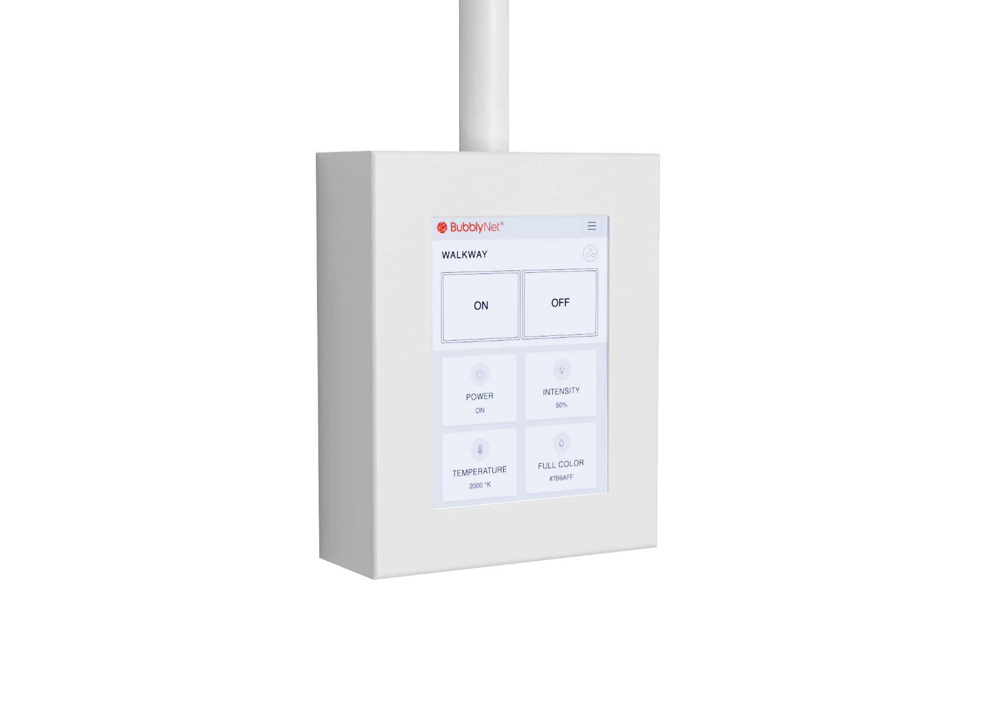 BubblyNet®
WALKWAY
ON
OFF
POWER
ON
INTENSITY
50%
TEMPERATURE
2000 °K
FULL COLOR
#7B6AFF